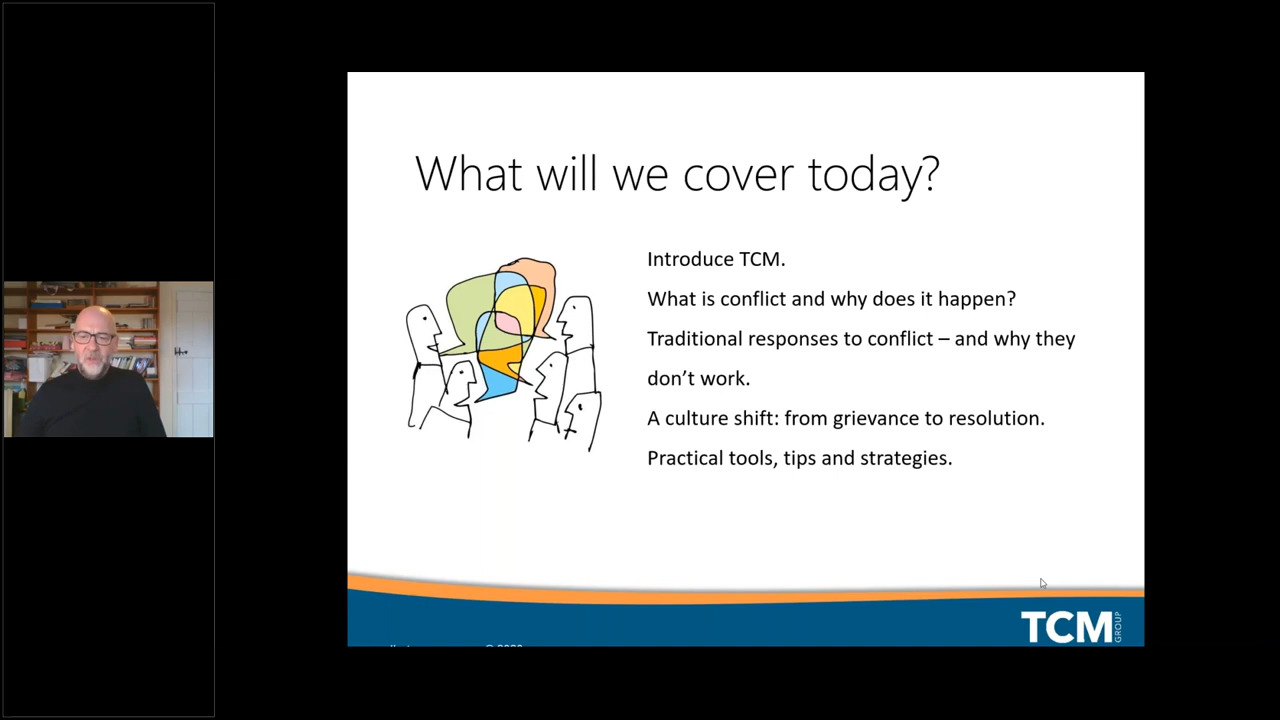 What will we cover today?
Introduce TCM.
What is conflict and why does it happen?
Traditional responses to conflict – and why they
don’t work.
A culture shift: from grievance to resolution.
Practical tools, tips and strategies.
TCM GROUP